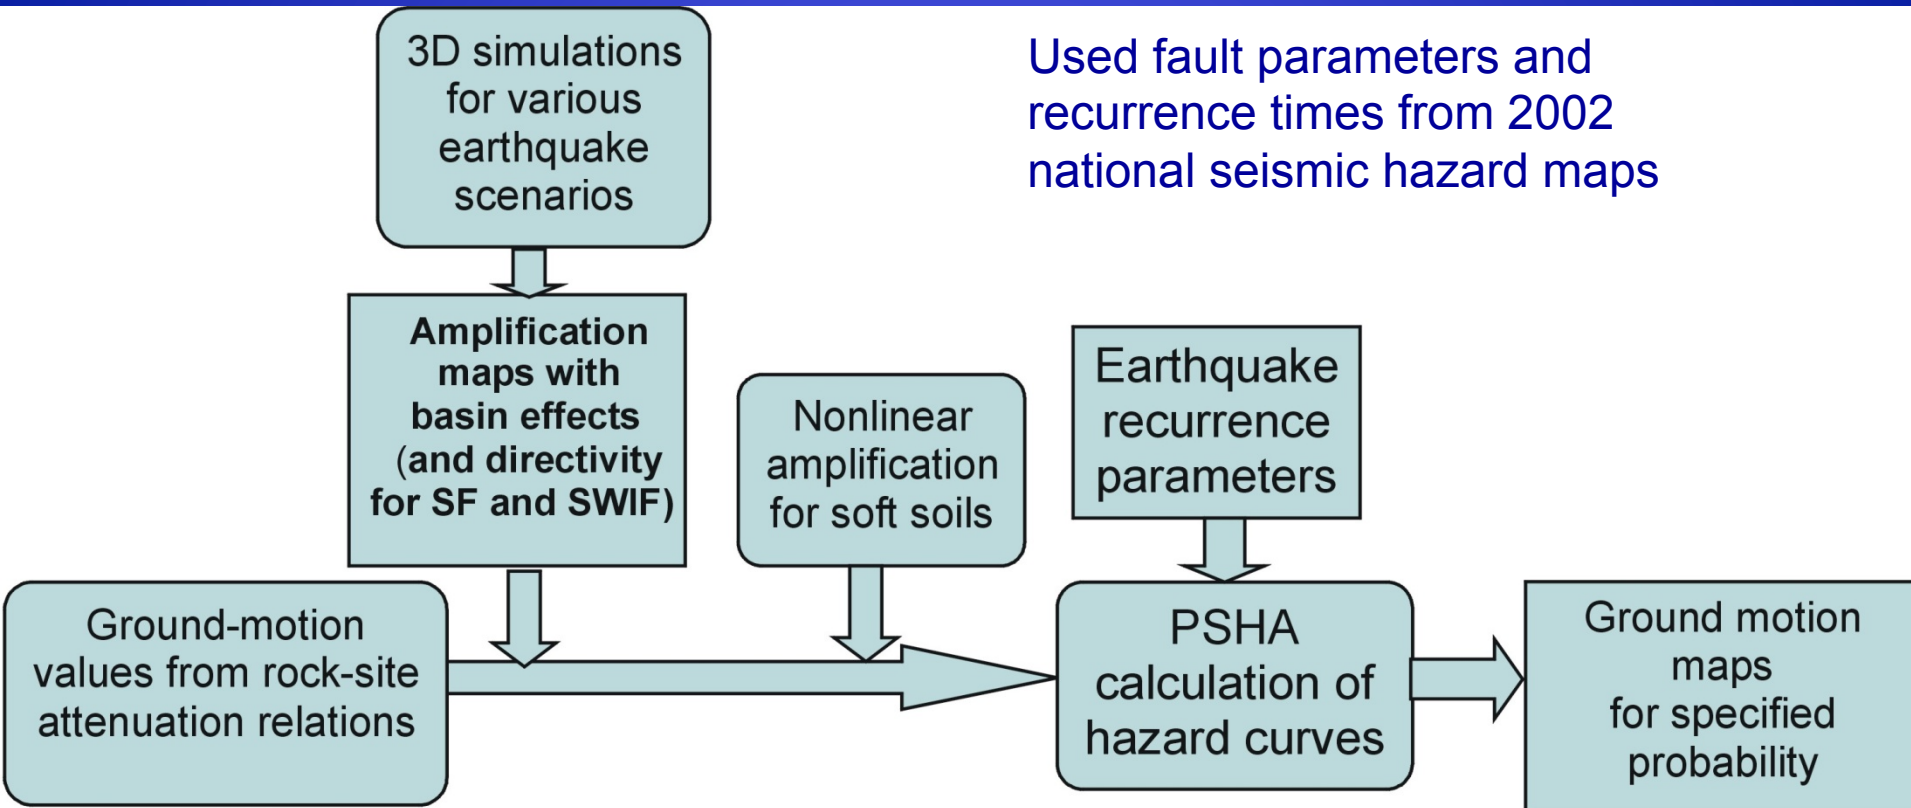 3D simulations
for various
earthquake
scenarios
Used fault parameters and
recurrence times from 2002
national seismic hazard maps
Amplification
maps with
basin effects
(and directivity
for SF and SWIF)
Nonlinear
amplification
for soft soils
Earthquake
recurrence
parameters
Ground-motion
values from rock-site
attenuation relations
PSHA
calculation of
hazard curves
Ground motion
maps
for specified
probability